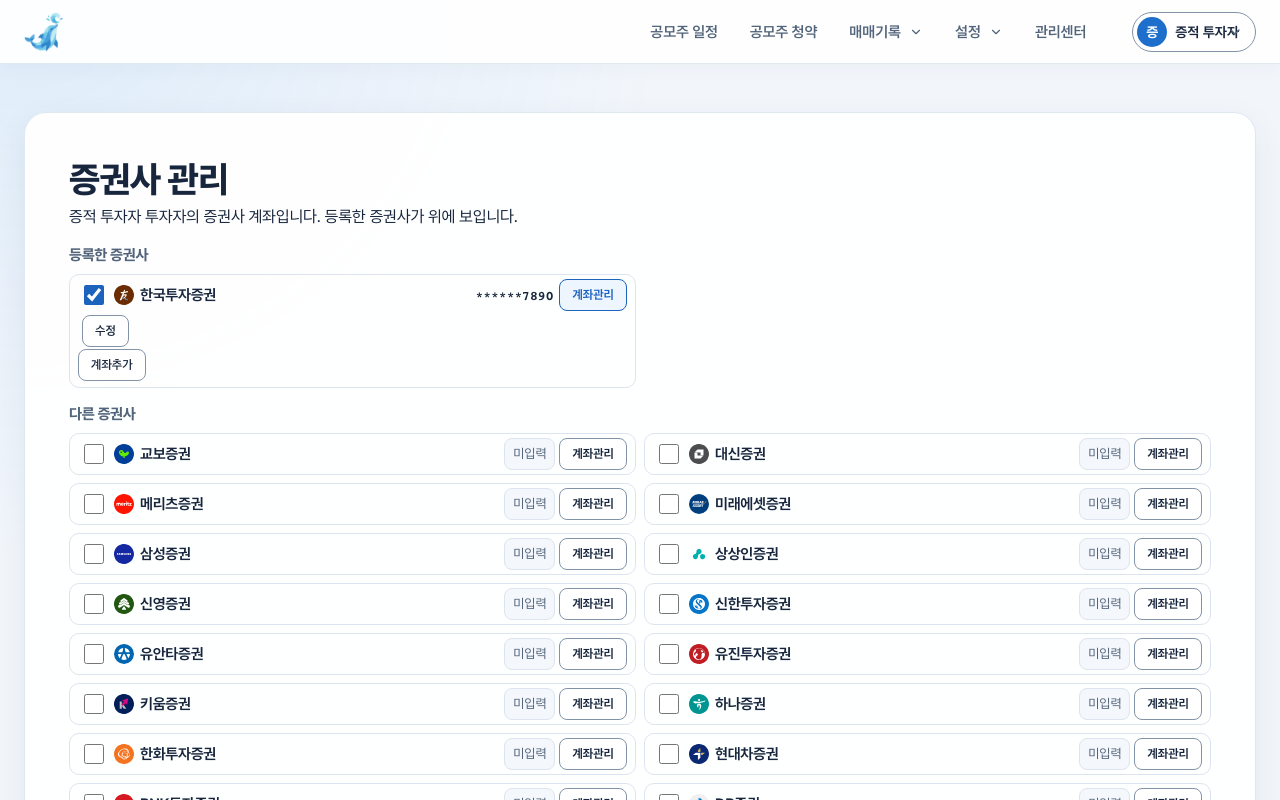 공모주 일정 공모주 청약 매매기록 설정 관리센터 증 증적 투자자
증권사 관리
증적 투자자 투자자의 증권사 계좌입니다. 등록한 증권사가 위에 보입니다.
등록한 증권사
한국투자증권 ******7890 계좌관리
수정
계좌추가
다른 증권사
교보증권 미입력 계좌관리 대신증권 미입력 계좌관리
메리츠증권 미입력 계좌관리 미래에셋증권 미입력 계좌관리
삼성증권 미입력 계좌관리 상상인증권 미입력 계좌관리
신영증권 미입력 계좌관리 신한투자증권 미입력 계좌관리
유안타증권 미입력 계좌관리 유진투자증권 미입력 계좌관리
키움증권 미입력 계좌관리 하나증권 미입력 계좌관리
한화투자증권 미입력 계좌관리 현대차증권 미입력 계좌관리